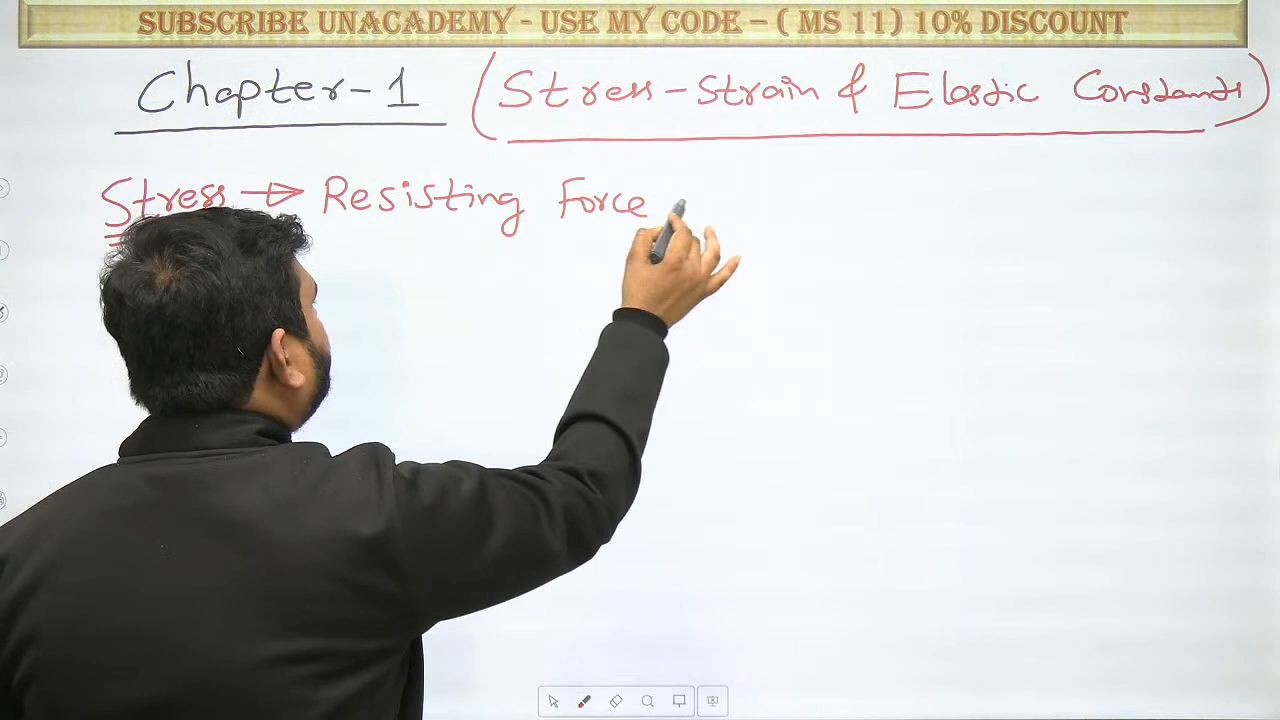 SUBSCRIBE UNACADEMY - USE MY CODE – ( MS 11) 10% DISCOUNT
Chapter-1 (Stress-Strain & Elastic Constants)
Stress → Resisting Force